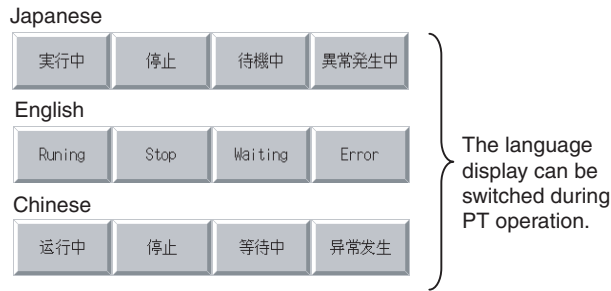 Japanese
実行中 停止 待機中 異常発生中
English
Runing Stop Waiting Error
Chinese
运行中 停止 等待中 异常发生
The language
display can be
switched during
PT operation.